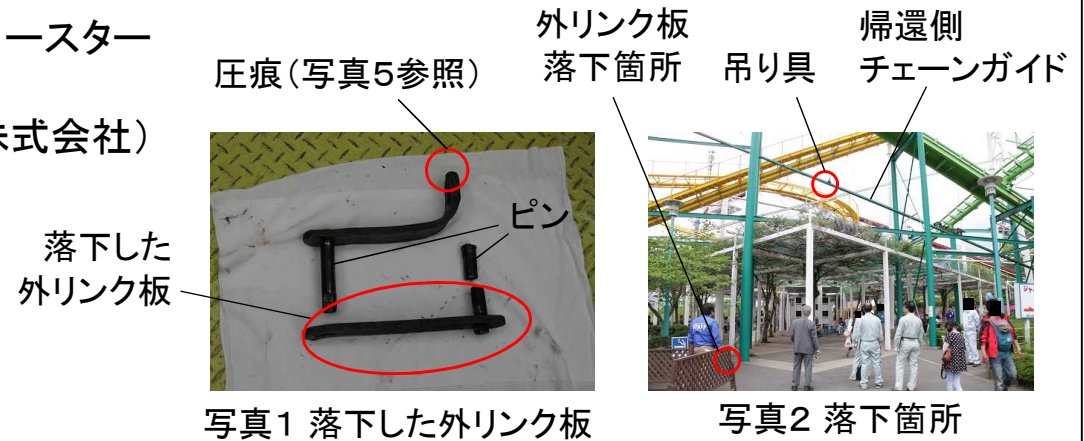 ースター
株式会社）
圧痕（写真５参照）
ピン
落下した
外リンク板
写真１ 落下した外リンク板
外リンク板
落下箇所
吊り具
帰還側
チェーンガイド
写真２ 落下箇所